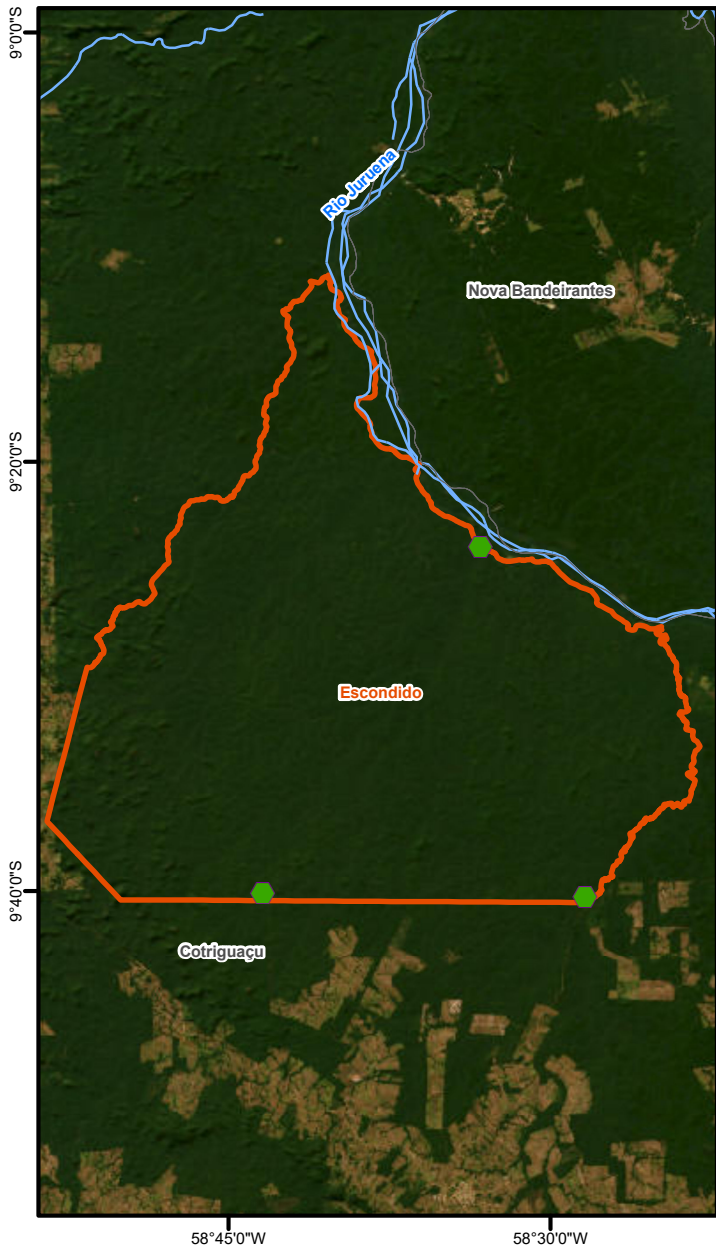 9°0'0"S
Rio Juruena
Nova Bandeirantes
9°20'0"S
Escondido
9°40'0"S
Cotriguaçu
58°45'0"W
58°30'0"W